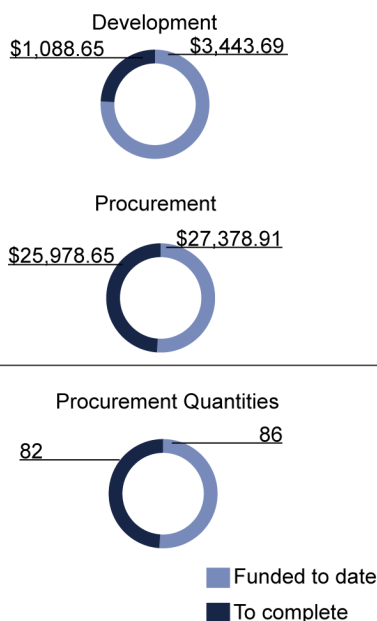 Development
$1,088.65
$3,443.69
Procurement
$27,378.91
$25,978.65
Procurement Quantities
86
82
Funded to date
To complete